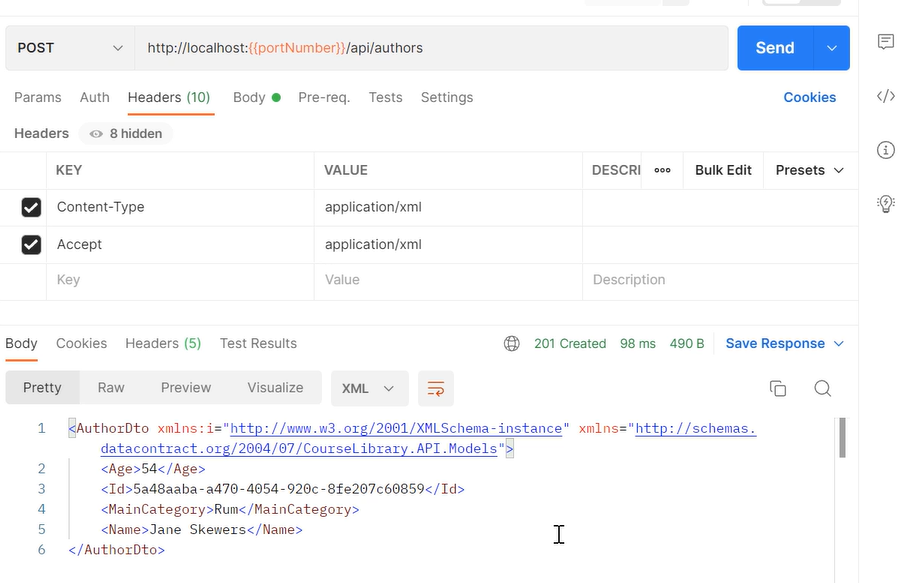 POST http://localhost:{{portNumber}}/api/authors Send
Params Auth Headers (10) Body Pre-req. Tests Settings Cookies
Headers 8 hidden
KEY VALUE DESCRI ooo Bulk Edit Presets
Content-Type application/xml
Accept application/xml
Key Value Description
Body Cookies Headers (5) Test Results 201 Created 98 ms 490 B Save Response
Pretty Raw Preview Visualize XML
1 <AuthorDto xmlns:i="http://www.w3.org/2001/XMLSchema-instance" xmlns="http://schemas.
datacontract.org/2004/07/CourseLibrary.API.Models">
2 <Age>54</Age>
3 <Id>5a48aaba-a470-4054-920c-8fe207c60859</Id>
4 <MainCategory>Rum</MainCategory>
5 <Name>Jane Skewers</Name>
6 </AuthorDto>